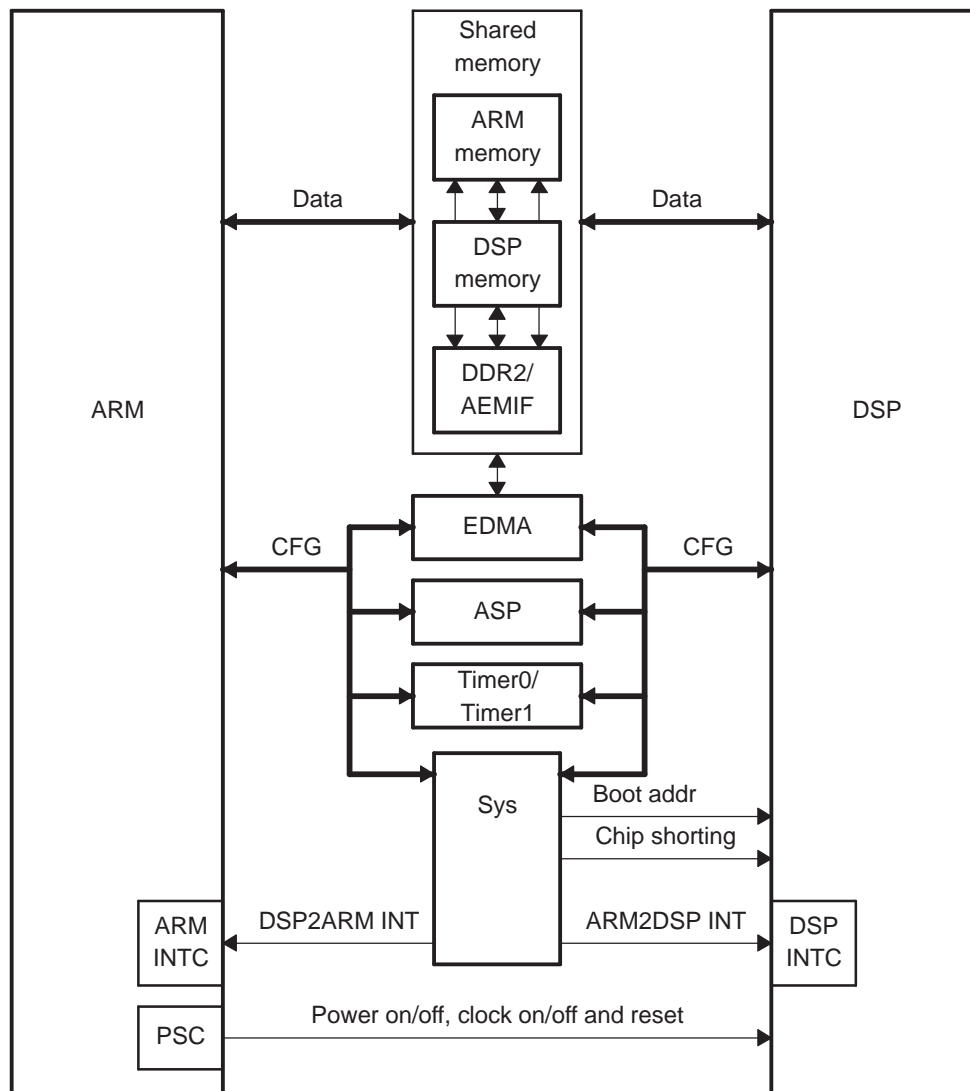 Shared
memory
ARM
memory
Data
Data
DSP
memory
DDR2/
AEMIF
ARM
DSP
EDMA
CFG
CFG
ASP
Timer0/
Timer1
Sys
Boot addr
Chip shorting
ARM
INTC
DSP2ARM INT
ARM2DSP INT
DSP
INTC
PSC
Power on/off, clock on/off and reset